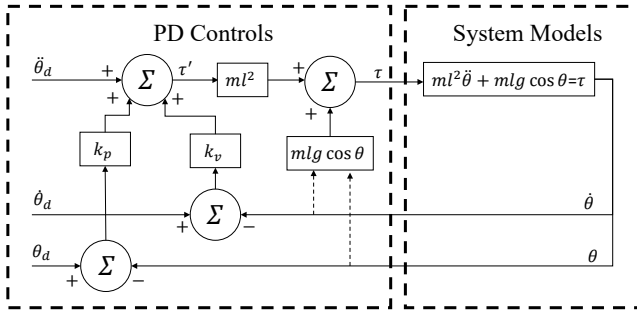 PD Controls
System Models
θ̈_d
+
+
+
Σ
τ′
ml²
+
+
Σ
τ
ml²θ̈ + mlg cos θ=τ
k_p
k_v
mlg cos θ
θ̇_d
+
Σ
−
θ̇
θ_d
+
Σ
−
θ